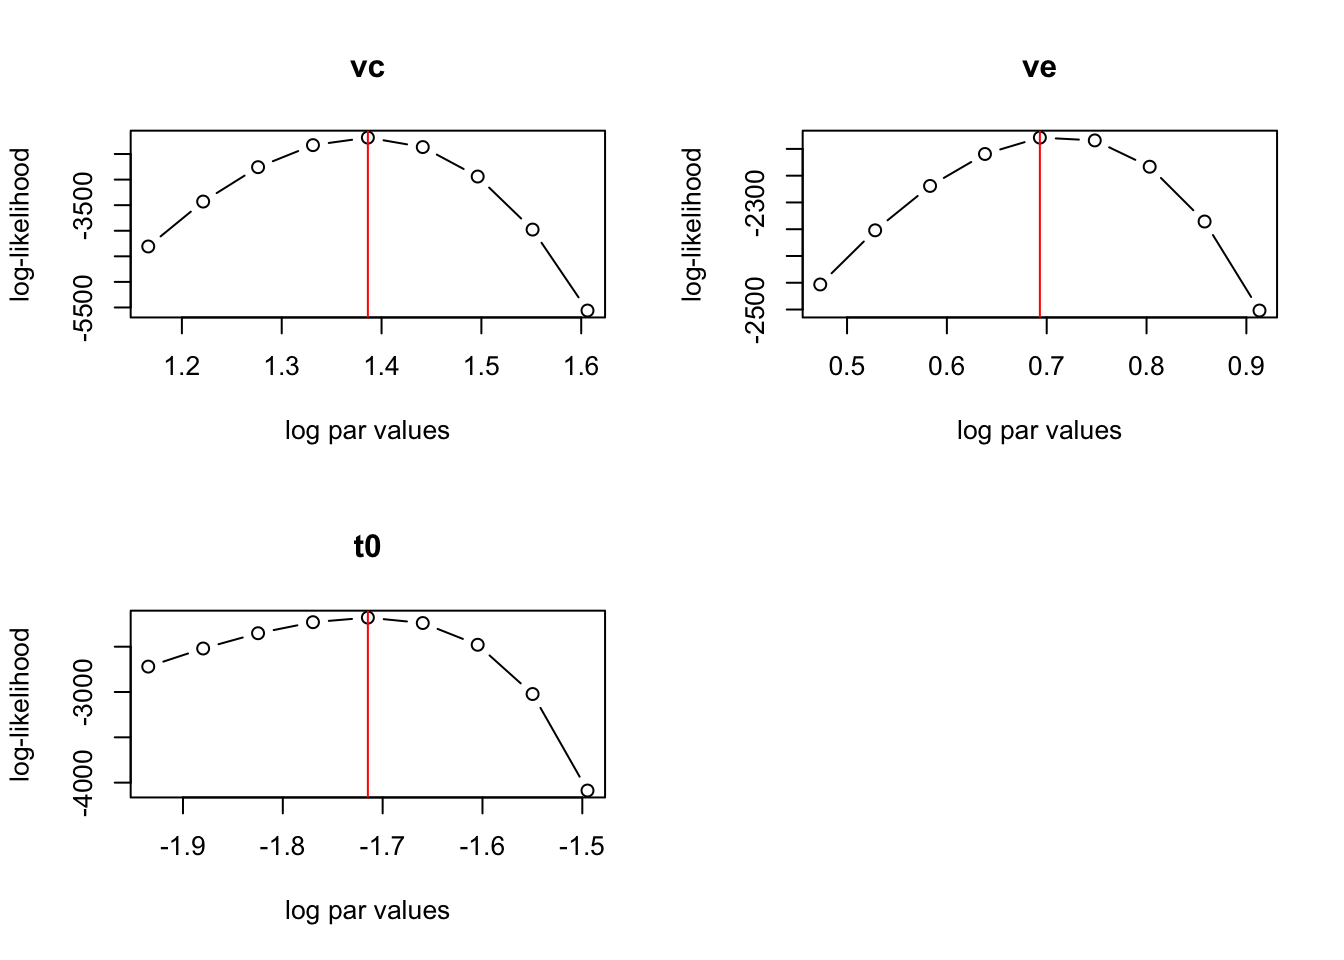 vc
log-likelihood
-3500
-5500
1.2 1.3 1.4 1.5 1.6
log par values
ve
log-likelihood
-2300
-2500
0.5 0.6 0.7 0.8 0.9
log par values
t0
log-likelihood
-3000
-4000
-1.9 -1.8 -1.7 -1.6 -1.5
log par values